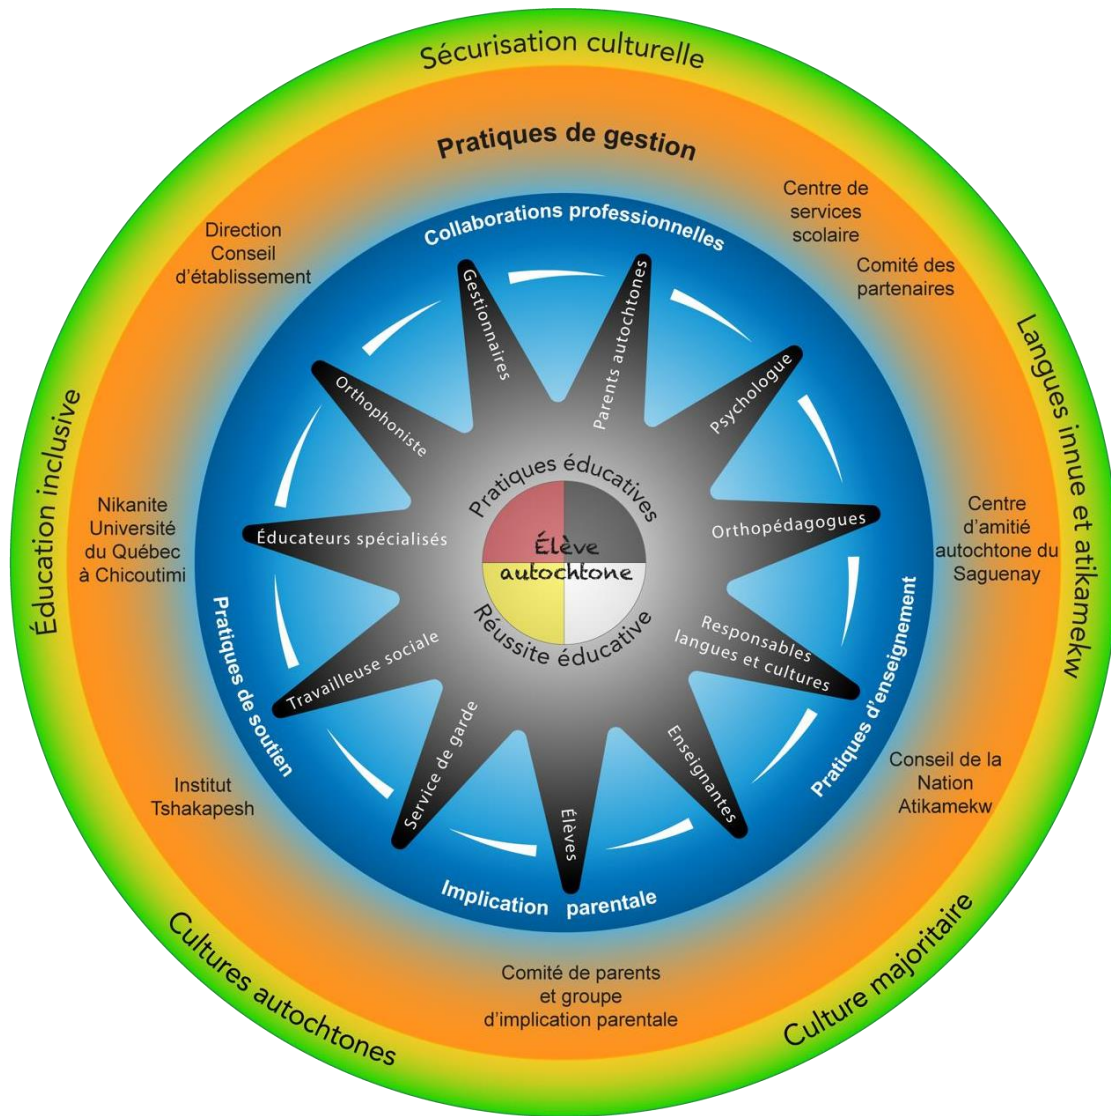 Sécurisation culturelle
Pratiques de gestion
Centre de
services
scolaire
Direction
Conseil
d'établissement
Comité des
partenaires
Collaborations professionnelles
Gestionnaires
Parents autochtones
Orthophoniste
Psychologue
Éducation inclusive
Langues innue et atikamekw
Nikanite
Université
du Québec
à Chicoutimi
Éducateurs spécialisés
Pratiques éducatives
Élève
autochtone
Réussite éducative
Orthopédagogues
Centre
d'amitié
autochtone du
Saguenay
Pratiques de soutien
Travailleuse sociale
Responsables
langues et cultures
Pratiques d'enseignement
Service de garde
Élèves
Enseignantes
Institut
Tshakapesh
Conseil de la
Nation
Atikamekw
Implication parentale
Comité de parents
et groupe
d'implication parentale
Cultures autochtones
Culture majoritaire